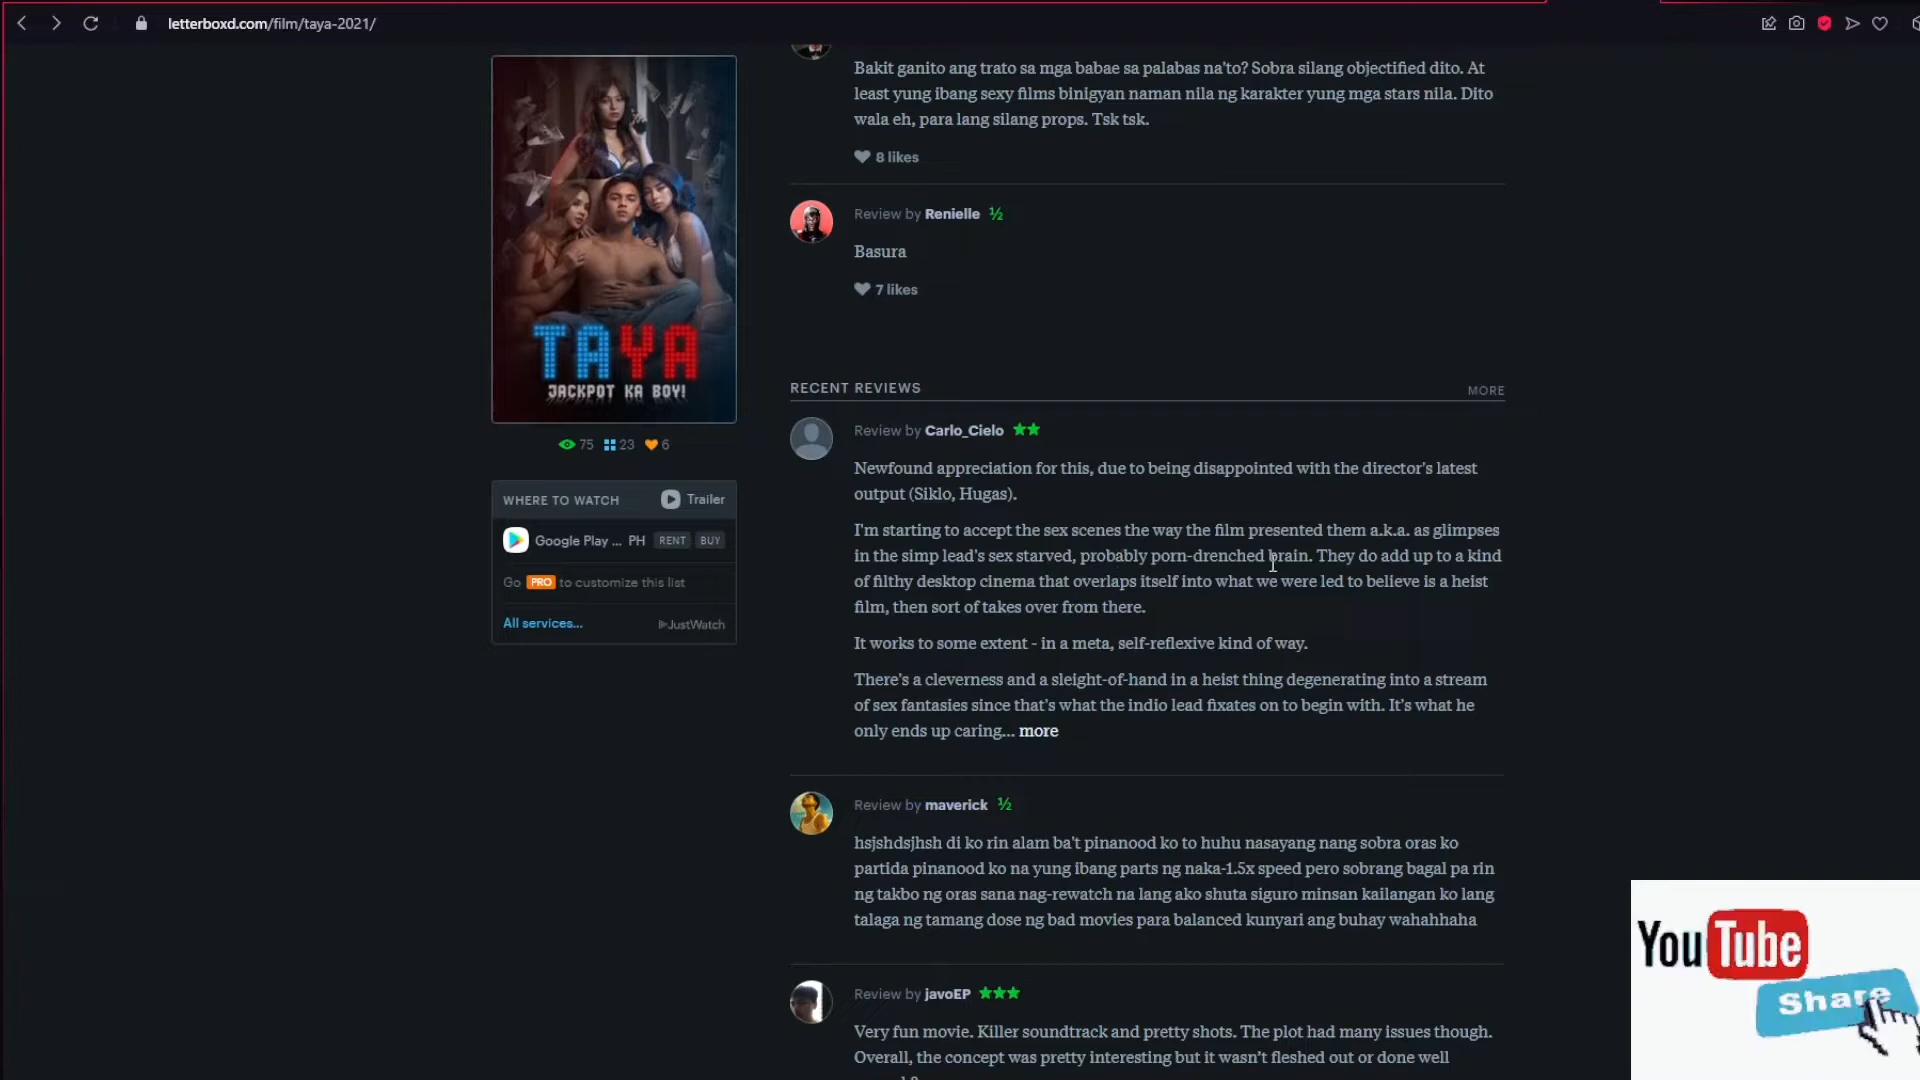 letterboxd.com/film/taya-2021/
Bakit ganito ang trato sa mga babae sa palabas na'to? Sobra silang objectified dito. At
least yung ibang sexy films binigyan naman nila ng karakter yung mga stars nila. Dito
wala eh, para lang silang props. Tsk tsk.
8 likes
Review by Renielle ½
Basura
7 likes
TAYA
JACKPOT KA BOY!
75 23 6
WHERE TO WATCH Trailer
Google Play ... PH RENT BUY
Go PRO to customize this list
All services... JustWatch
RECENT REVIEWS MORE
Review by Carlo_Cielo ★★
Newfound appreciation for this, due to being disappointed with the director's latest
output (Siklo, Hugas).
I'm starting to accept the sex scenes the way the film presented them a.k.a. as glimpses
in the simp lead's sex starved, probably porn-drenched brain. They do add up to a kind
of filthy desktop cinema that overlaps itself into what we were led to believe is a heist
film, then sort of takes over from there.
It works to some extent - in a meta, self-reflexive kind of way.
There's a cleverness and a sleight-of-hand in a heist thing degenerating into a stream
of sex fantasies since that's what the indio lead fixates on to begin with. It's what he
only ends up caring... more
Review by maverick ½
hsjshdsjhsh di ko rin alam ba't pinanood ko to huhu nasayang nang sobra oras ko
partida pinanood ko na yung ibang parts ng naka-1.5x speed pero sobrang bagal pa rin
ng takbo ng oras sana nag-rewatch na lang ako shuta siguro minsan kailangan ko lang
talaga ng tamang dose ng bad movies para balanced kunyari ang buhay wahahhaha
Review by javoEP ★★★
Very fun movie. Killer soundtrack and pretty shots. The plot had many issues though.
Overall, the concept was pretty interesting but it wasn't fleshed out or done well
YouTube
Share